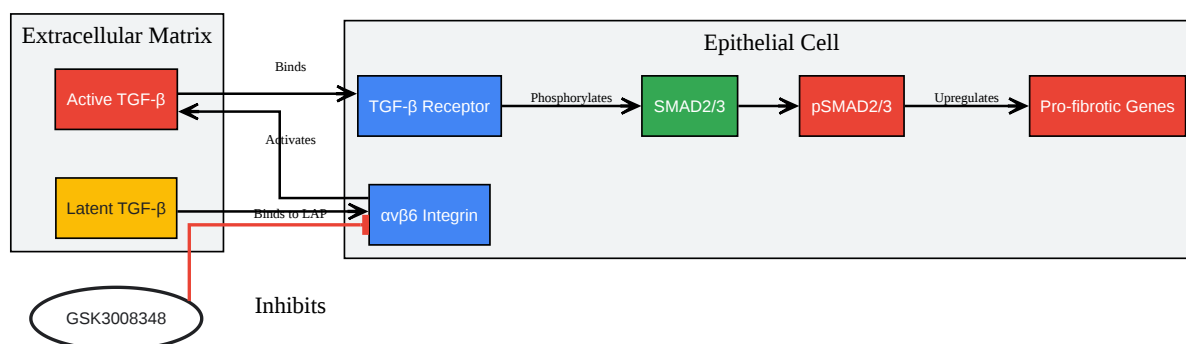 Extracellular Matrix
Epithelial Cell
Binds
Active TGF-β
TGF-β Receptor
Phosphorylates
SMAD2/3
pSMAD2/3
Upregulates
Pro-fibrotic Genes
Activates
Latent TGF-β
Binds to LAP
αvβ6 Integrin
Inhibits
GSK3008348